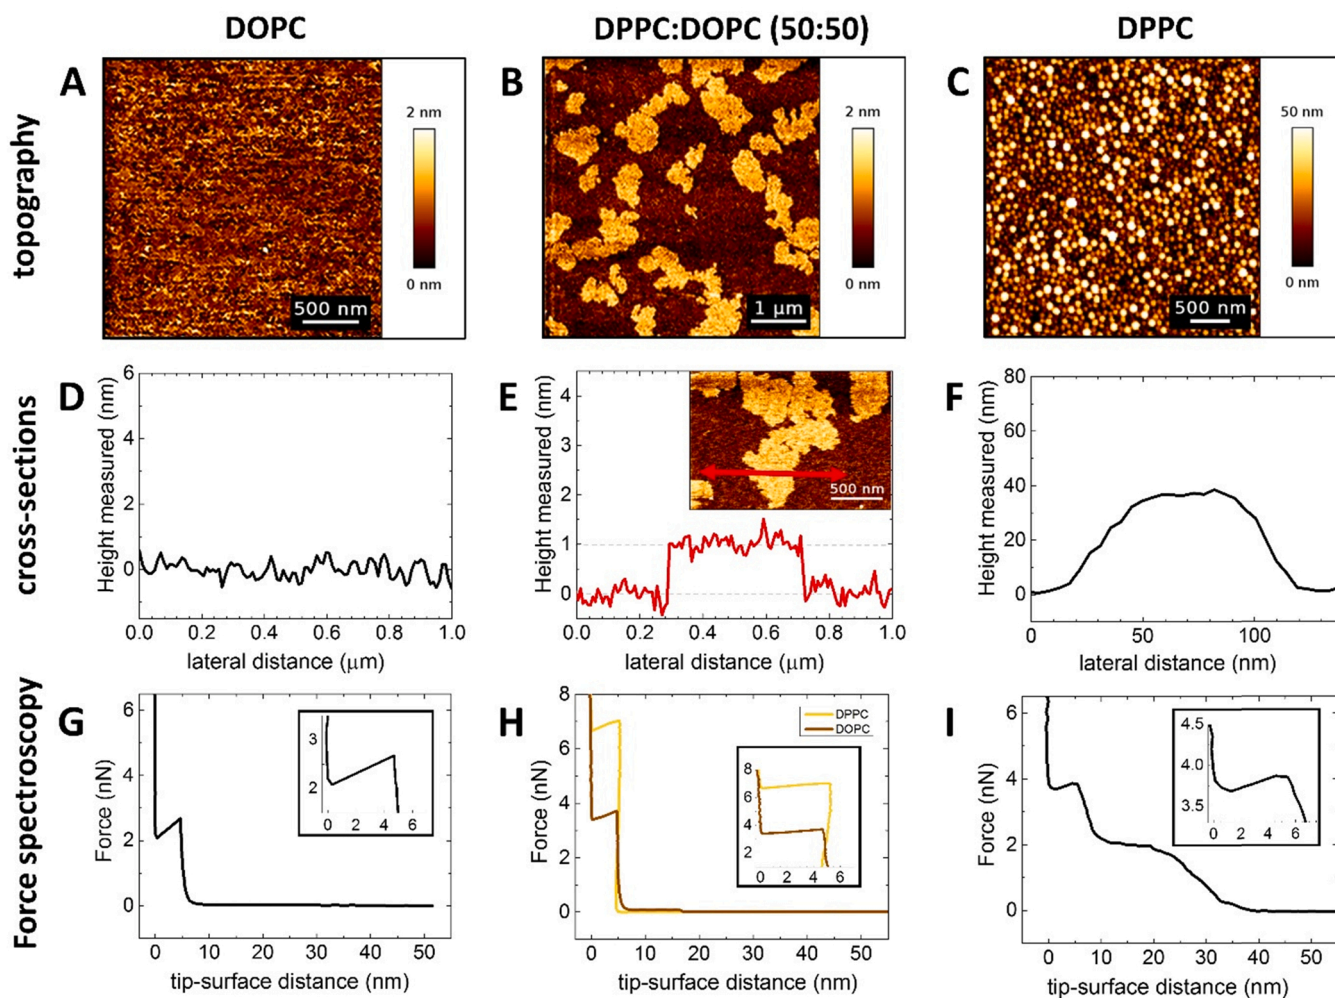 DOPC
DPPC:DOPC (50:50)
DPPC
topography
A
2 nm
0 nm
500 nm
B
2 nm
0 nm
1 µm
C
50 nm
0 nm
500 nm
cross-sections
D
Height measured (nm)
6
4
2
0
0.0 0.2 0.4 0.6 0.8 1.0
lateral distance (µm)
E
Height measured (nm)
4
3
2
1
0
500 nm
0.0 0.2 0.4 0.6 0.8 1.0
lateral distance (µm)
F
Height measured (nm)
80
60
40
20
0
0 50 100
lateral distance (nm)
Force spectroscopy
G
Force (nN)
6
4
2
0
3
2
0 2 4 6
0 10 20 30 40 50
tip-surface distance (nm)
H
Force (nN)
8
6
4
2
0
DPPC
DOPC
8
6
4
2
0 2 4 6
0 10 20 30 40 50
tip-surface distance (nm)
I
Force (nN)
6
4
2
0
4.5
4.0
3.5
0 2 4 6
0 10 20 30 40 50
tip-surface distance (nm)